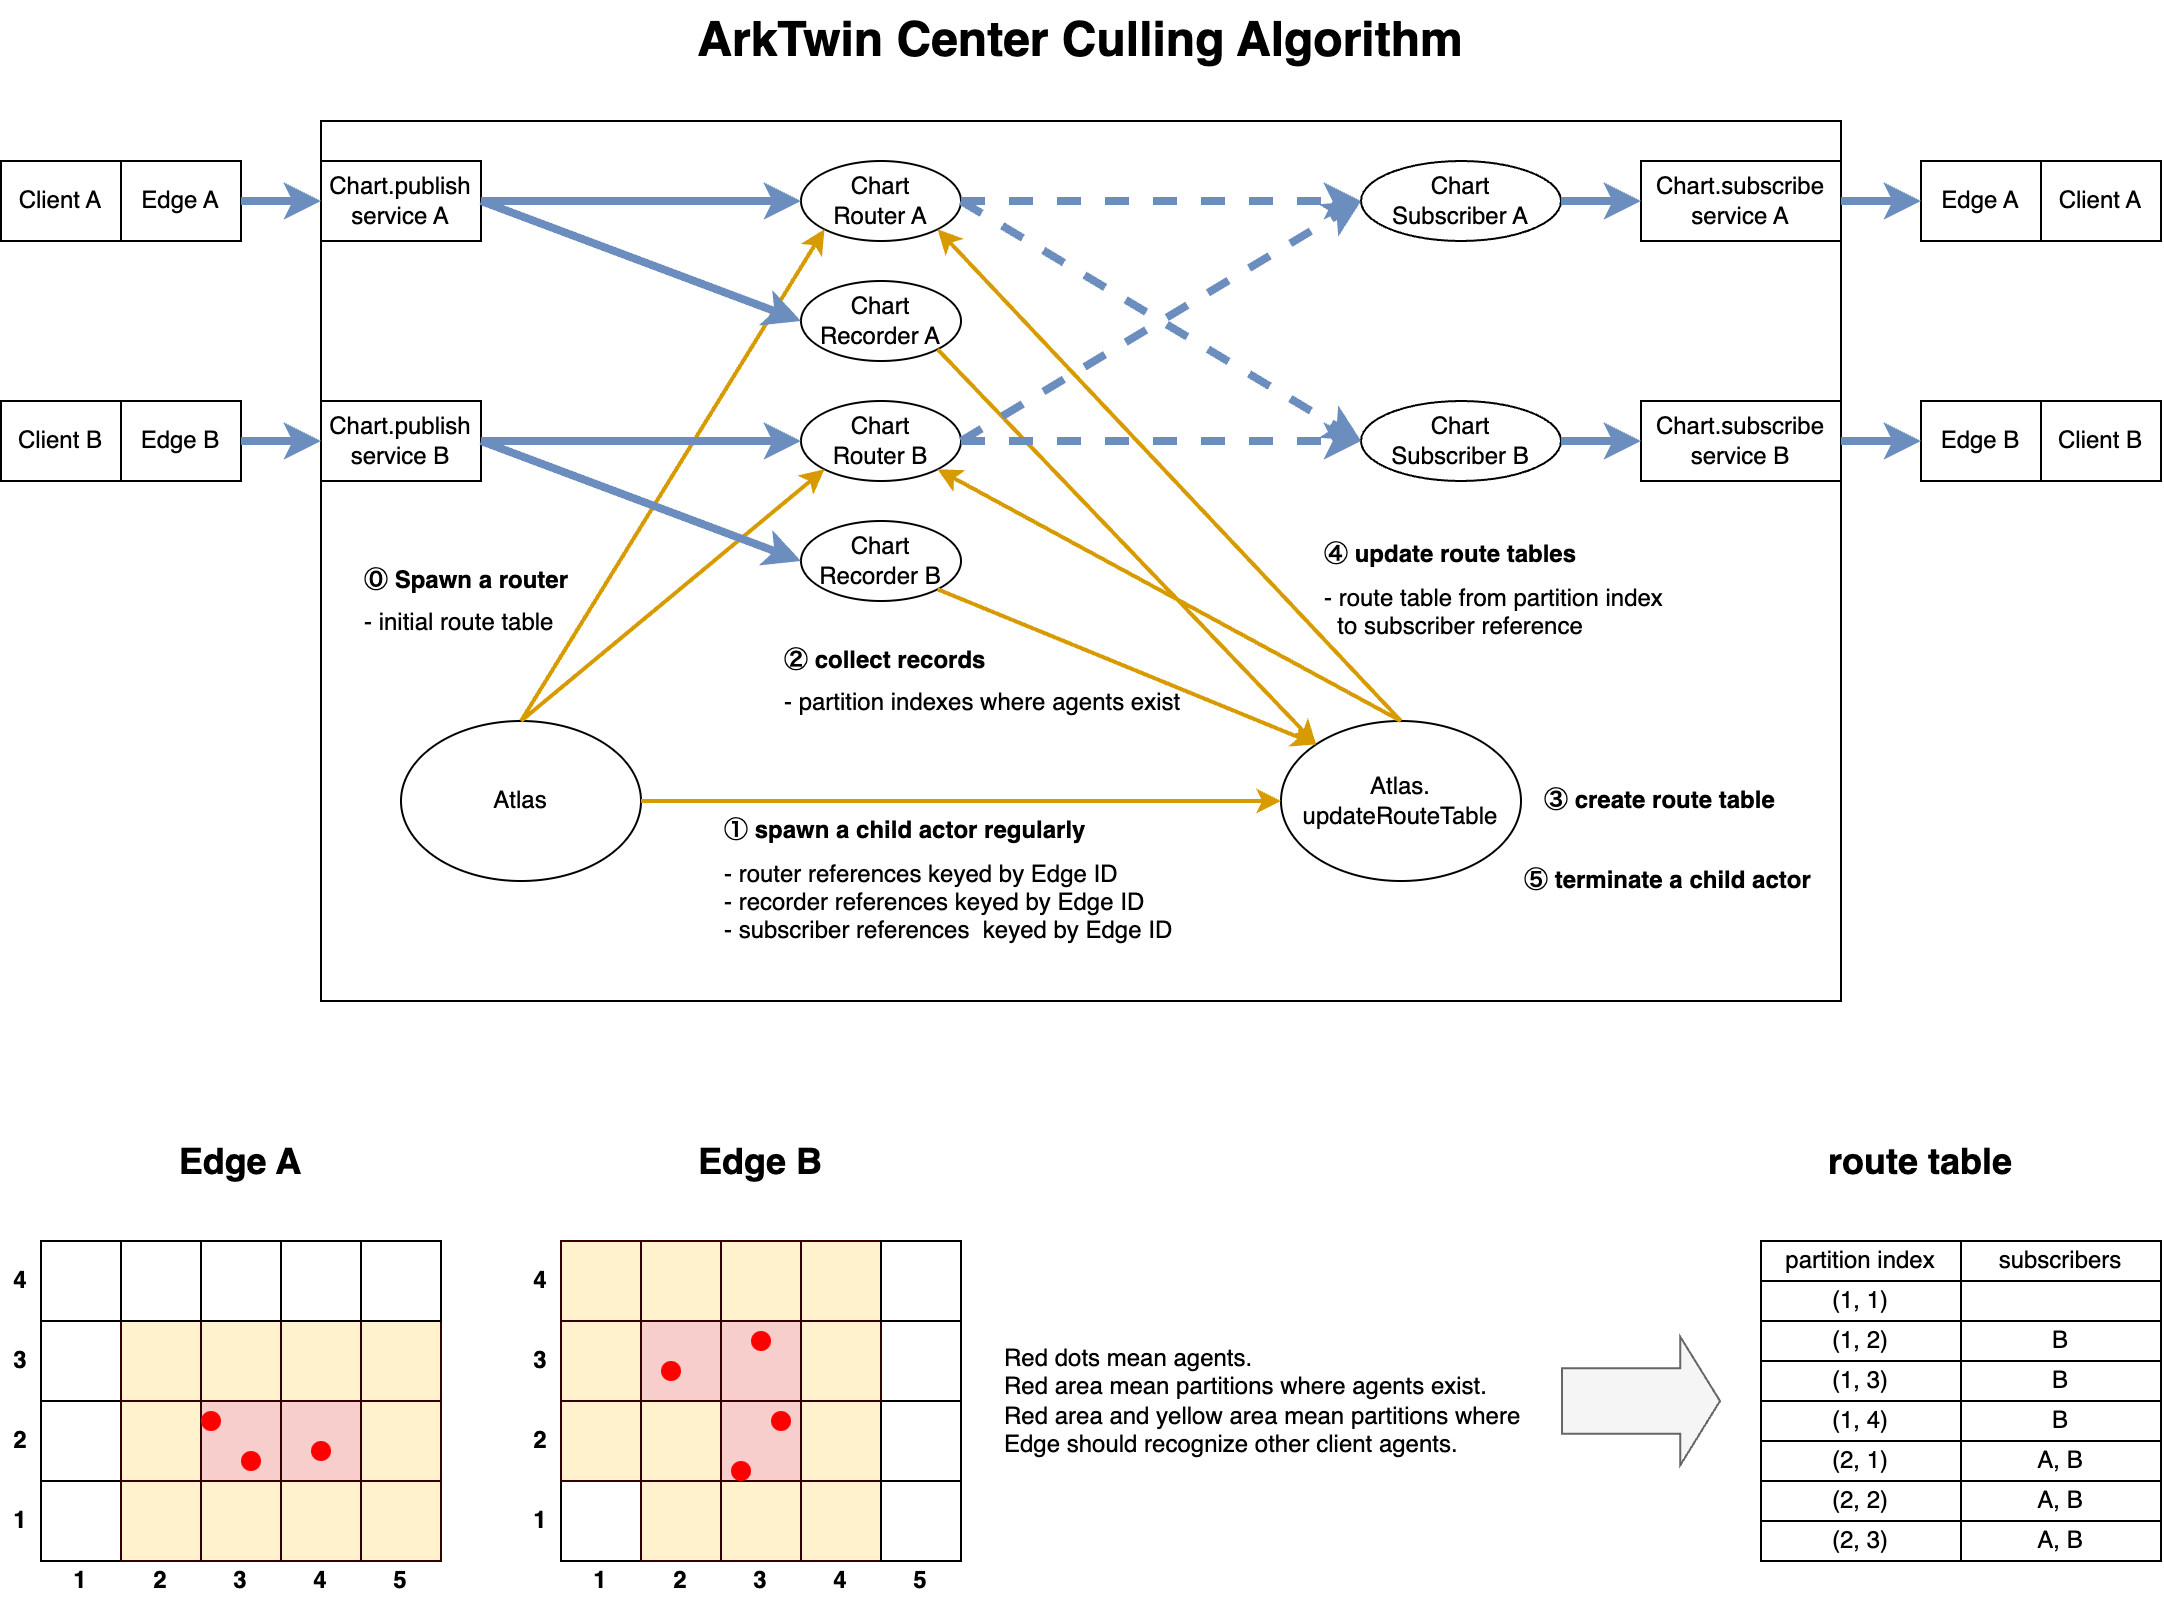 ArkTwin Center Culling Algorithm
Client A
Edge A
Chart.publish
service A
Chart
Router A
Chart
Subscriber A
Chart.subscribe
service A
Edge A
Client A
Chart
Recorder A
Client B
Edge B
Chart.publish
service B
Chart
Router B
Chart
Subscriber B
Chart.subscribe
service B
Edge B
Client B
Chart
Recorder B
⓪ Spawn a router
- initial route table
② collect records
- partition indexes where agents exist
④ update route tables
- route table from partition index
to subscriber reference
Atlas
Atlas.
updateRouteTable
③ create route table
① spawn a child actor regularly
- router references keyed by Edge ID
- recorder references keyed by Edge ID
- subscriber references  keyed by Edge ID
⑤ terminate a child actor
Edge A
4
3
2
1
1 2 3 4 5
Edge B
4
3
2
1
1 2 3 4 5
Red dots mean agents.
Red area mean partitions where agents exist.
Red area and yellow area mean partitions where
Edge should recognize other client agents.
route table
partition index subscribers
(1, 1)
(1, 2) B
(1, 3) B
(1, 4) B
(2, 1) A, B
(2, 2) A, B
(2, 3) A, B